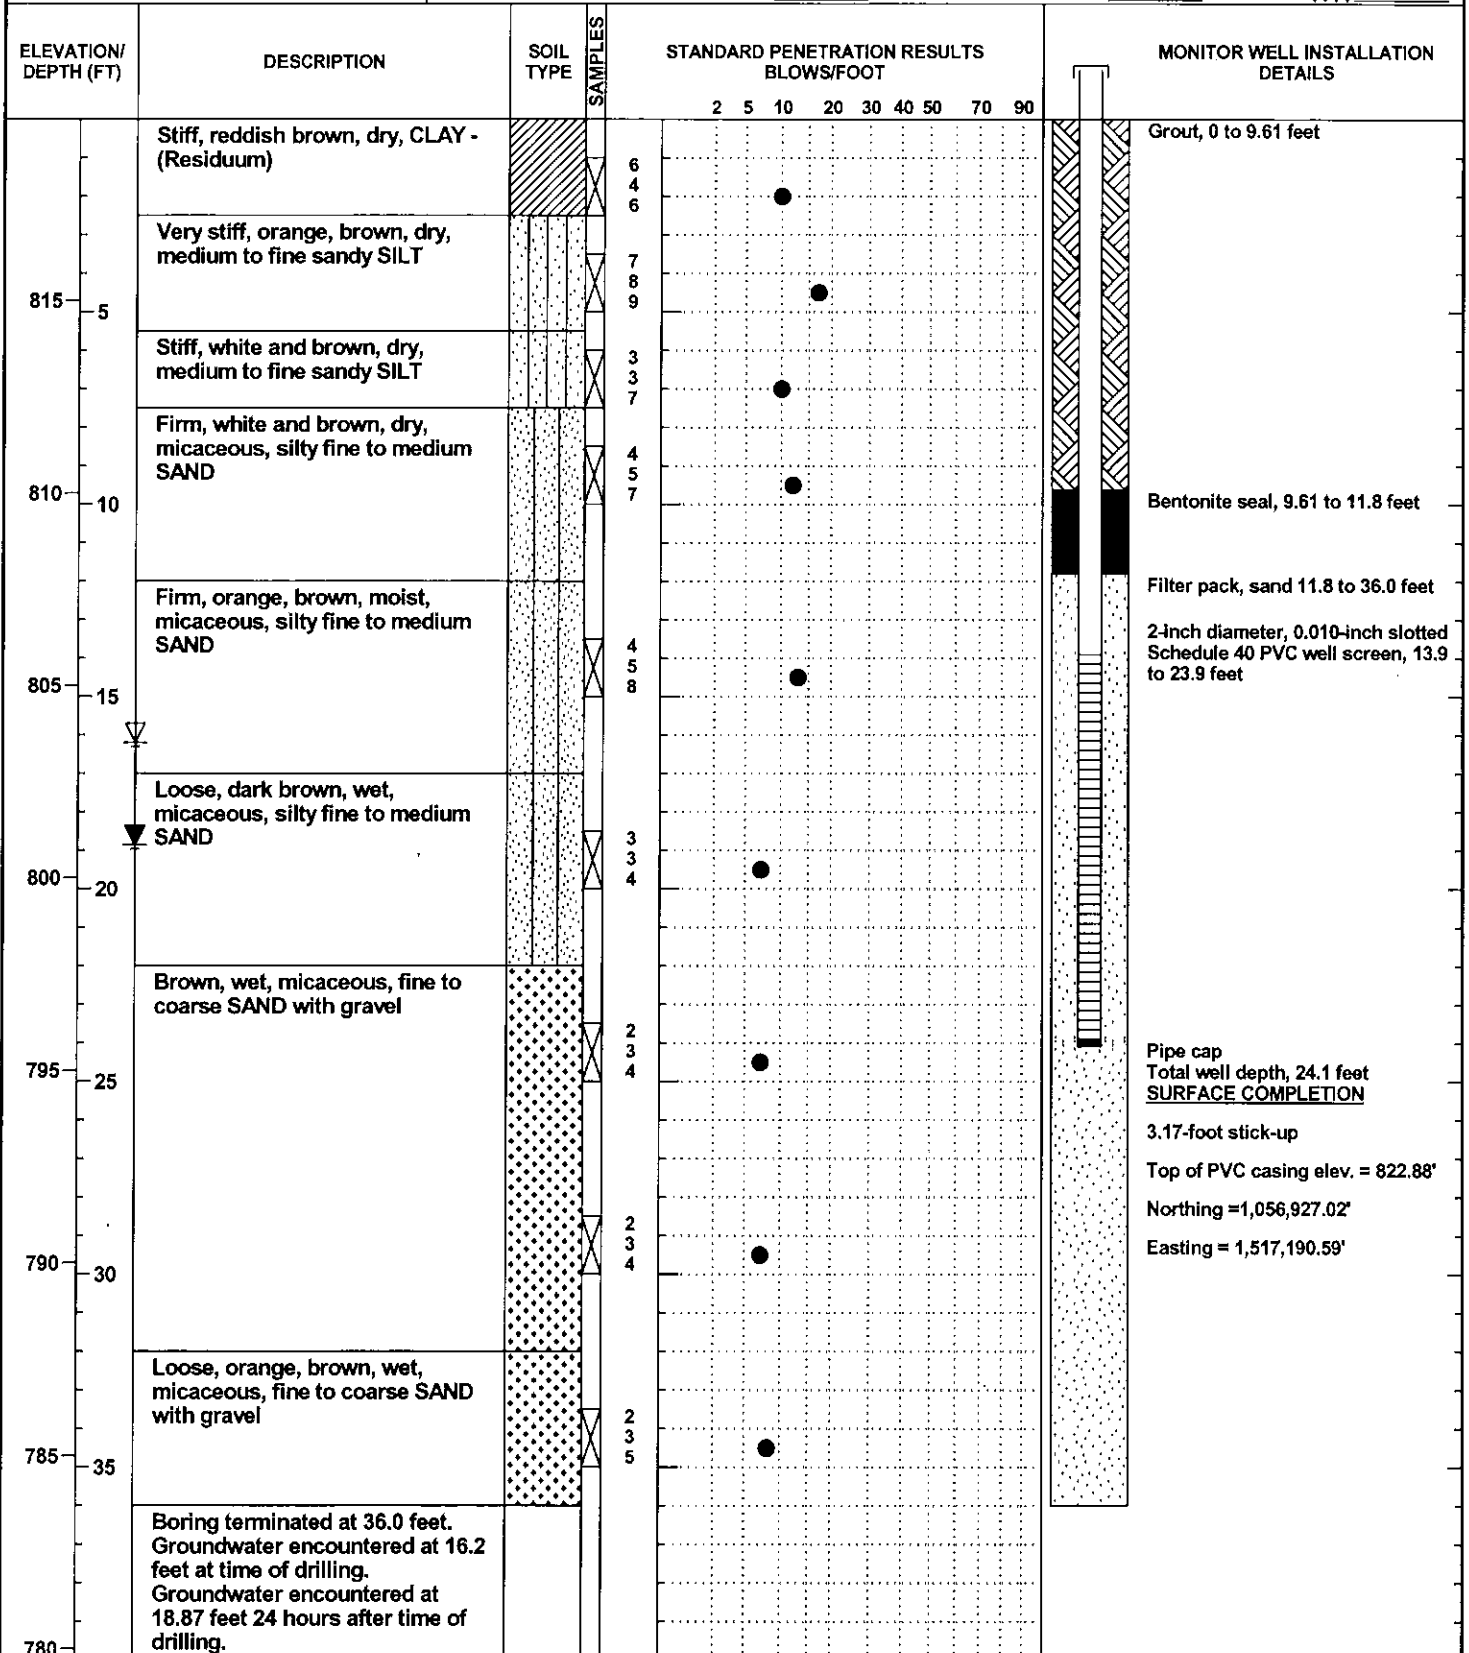 ELEVATION/
DEPTH (FT)
DESCRIPTION
SOIL
TYPE
SAMPLES
STANDARD PENETRATION RESULTS
BLOWS/FOOT
2 5 10 20 30 40 50 70 90
MONITOR WELL INSTALLATION
DETAILS
Stiff, reddish brown, dry, CLAY -
(Residuum)
6
4
6
Grout, 0 to 9.61 feet
Very stiff, orange, brown, dry,
medium to fine sandy SILT
7
8
9
815
5
Stiff, white and brown, dry,
medium to fine sandy SILT
3
3
7
Firm, white and brown, dry,
micaceous, silty fine to medium
SAND
4
5
7
810
10
Bentonite seal, 9.61 to 11.8 feet
Filter pack, sand 11.8 to 36.0 feet
Firm, orange, brown, moist,
micaceous, silty fine to medium
SAND
4
5
8
2-inch diameter, 0.010-inch slotted
Schedule 40 PVC well screen, 13.9
to 23.9 feet
805
15
Loose, dark brown, wet,
micaceous, silty fine to medium
SAND
3
3
4
800
20
Brown, wet, micaceous, fine to
coarse SAND with gravel
2
3
4
795
25
Pipe cap
Total well depth, 24.1 feet
SURFACE COMPLETION
3.17-foot stick-up
Top of PVC casing elev. = 822.88'
Northing =1,056,927.02'
Easting = 1,517,190.59'
2
3
4
790
30
Loose, orange, brown, wet,
micaceous, fine to coarse SAND
with gravel
2
3
5
785
35
Boring terminated at 36.0 feet.
Groundwater encountered at 16.2
feet at time of drilling.
Groundwater encountered at
18.87 feet 24 hours after time of
drilling.
780